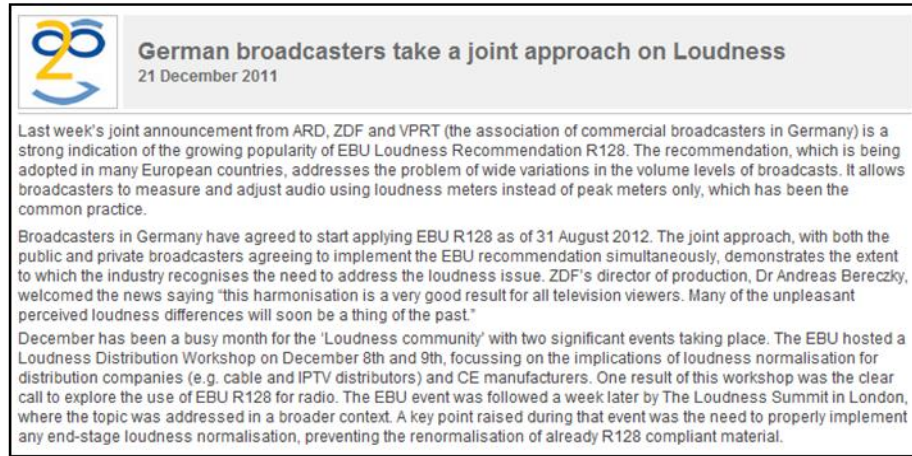 German broadcasters take a joint approach on Loudness
21 December 2011
Last week's joint announcement from ARD, ZDF and VPRT (the association of commercial broadcasters in Germany) is a
strong indication of the growing popularity of EBU Loudness Recommendation R128. The recommendation, which is being
adopted in many European countries, addresses the problem of wide variations in the volume levels of broadcasts. It allows
broadcasters to measure and adjust audio using loudness meters instead of peak meters only, which has been the
common practice.
Broadcasters in Germany have agreed to start applying EBU R128 as of 31 August 2012. The joint approach, with both the
public and private broadcasters agreeing to implement the EBU recommendation simultaneously, demonstrates the extent
to which the industry recognises the need to address the loudness issue. ZDF's director of production, Dr Andreas Bereczky,
welcomed the news saying “this harmonisation is a very good result for all television viewers. Many of the unpleasant
perceived loudness differences will soon be a thing of the past.”
December has been a busy month for the 'Loudness community' with two significant events taking place. The EBU hosted a
Loudness Distribution Workshop on December 8th and 9th, focussing on the implications of loudness normalisation for
distribution companies (e.g. cable and IPTV distributors) and CE manufacturers. One result of this workshop was the clear
call to explore the use of EBU R128 for radio. The EBU event was followed a week later by The Loudness Summit in London,
where the topic was addressed in a broader context. A key point raised during that event was the need to properly implement
any end-stage loudness normalisation, preventing the renormalisation of already R128 compliant material.